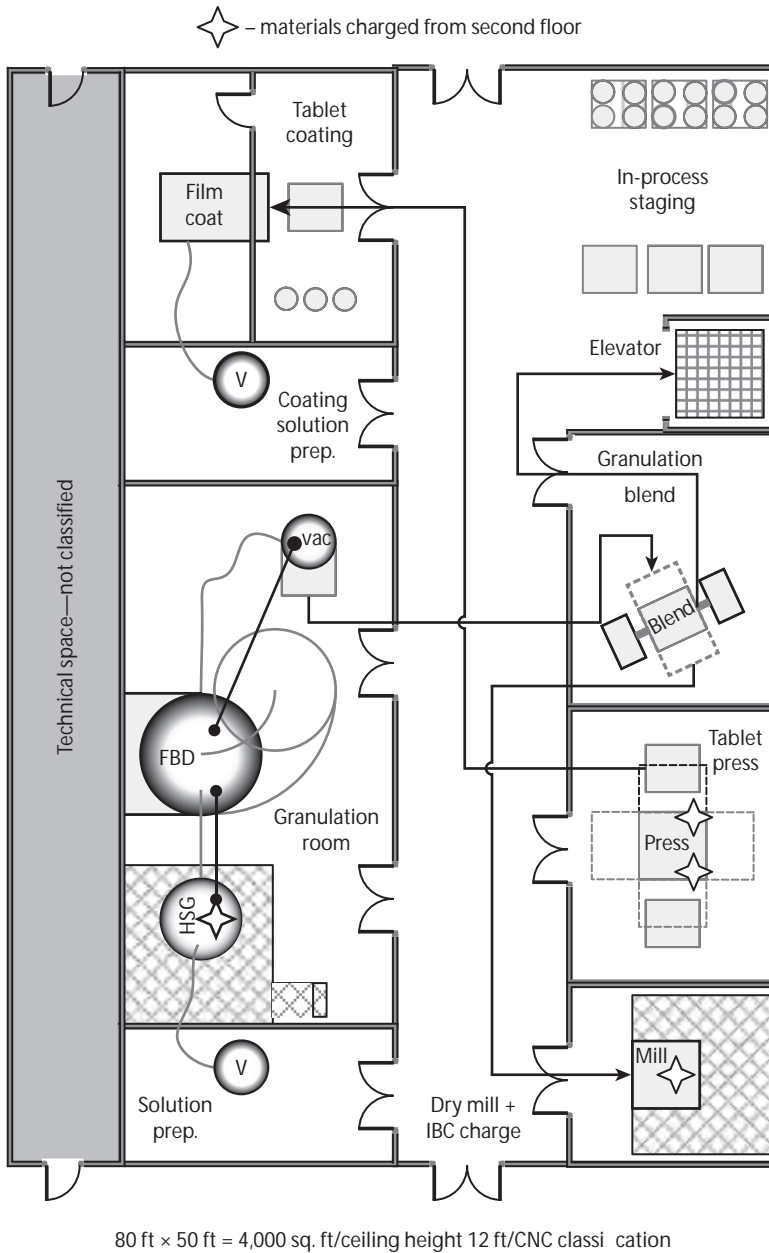 – materials charged from second floor
Tablet
coating
Film
coat
In-process
staging
Elevator
V
Coating
solution
prep.
Granulation
blend
Technical space—not classified
vac
Blend
FBD
Tablet
press
Granulation
room
Press
HSG
Mill
V
Solution
prep.
Dry mill +
IBC charge
80 ft × 50 ft = 4,000 sq. ft/ceiling height 12 ft/CNC classi cation